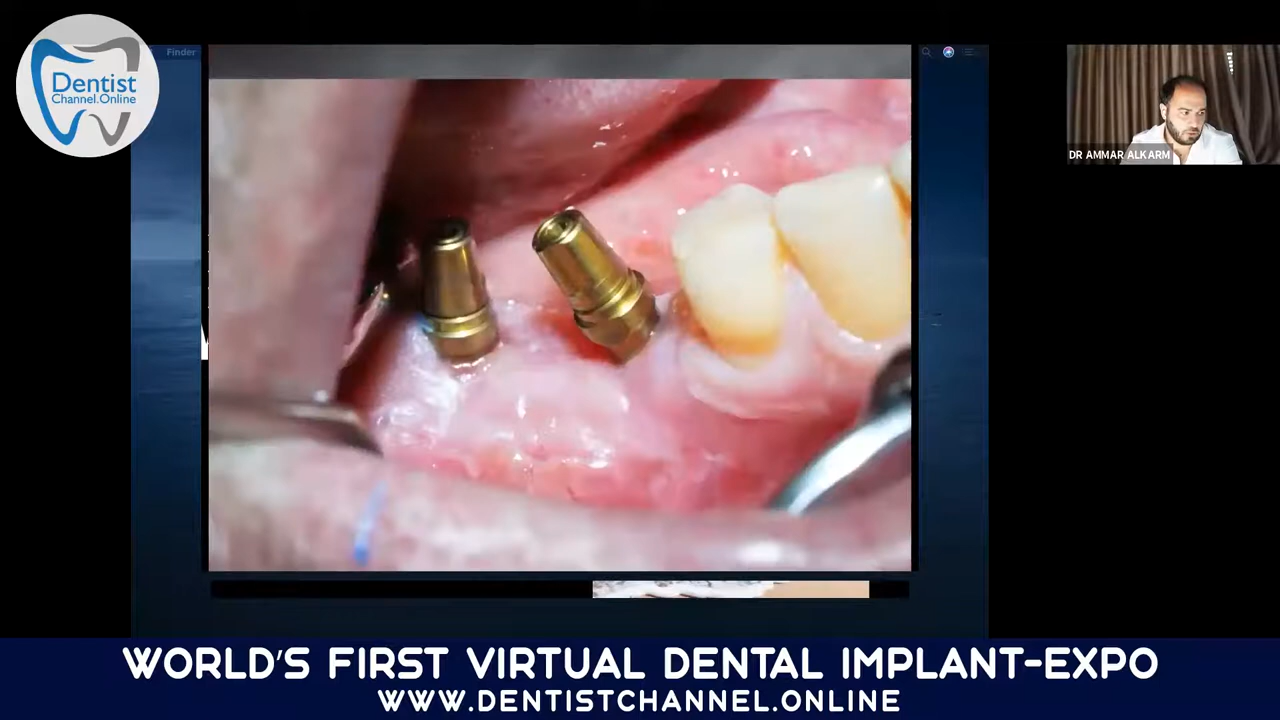 Dentist
Channel.Online
Finder
DR AMMAR ALKARM
WORLD'S FIRST VIRTUAL DENTAL IMPLANT-EXPO
WWW.DENTISTCHANNEL.ONLINE